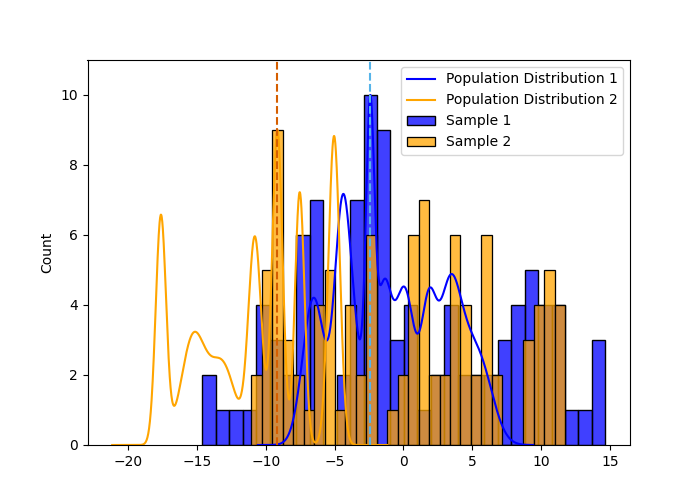 Population Distribution 1
Population Distribution 2
Sample 1
Sample 2
Count
10
8
6
4
2
0
−20 −15 −10 −5 0 5 10 15